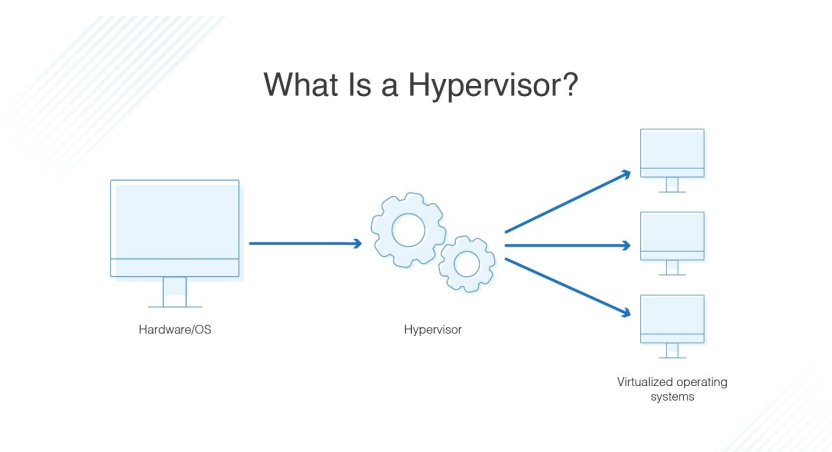 What Is a Hypervisor?
Hardware/OS
Hypervisor
Virtualized operating
systems